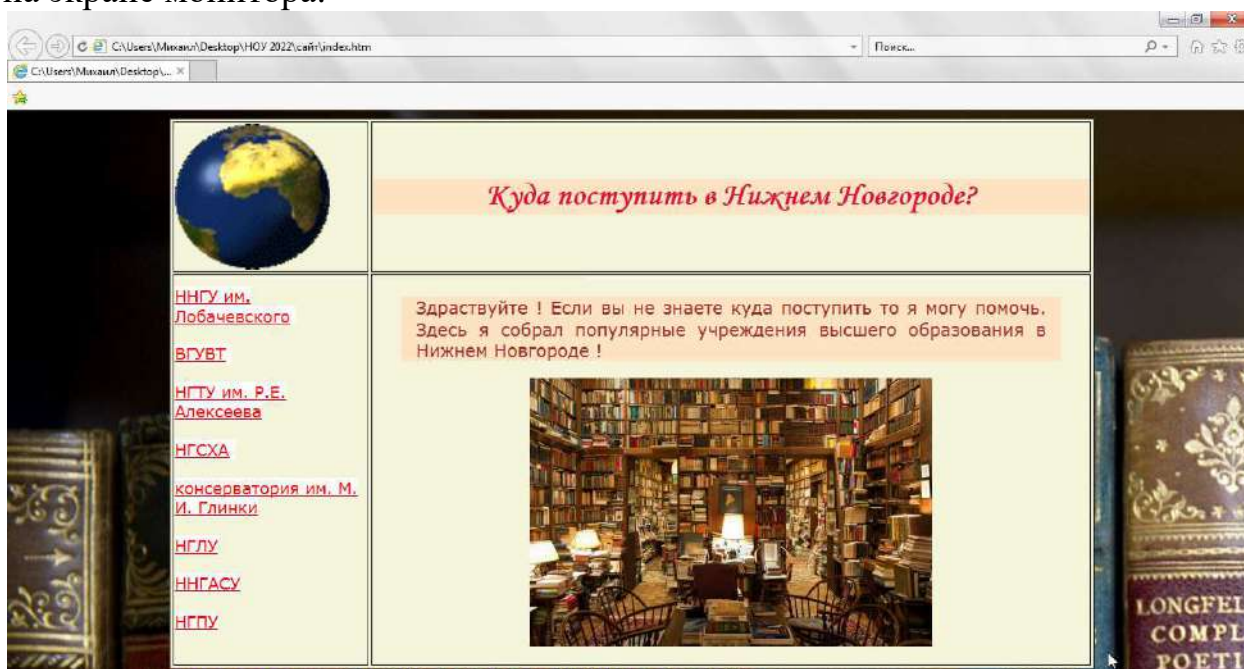 на экране монитора.
C:\Users\Михаил\Desktop\НОУ 2022\сайт\index.htm
Поиск...
C:\Users\Михаил\Desktop\...
Куда поступить в Нижнем Новгороде?
ННГУ им.
Лобачевского
ВГУВТ
НГТУ им. Р.Е.
Алексеева
НГСХА
консерватория им. М.
И. Глинки
НГЛУ
ННГАСУ
НГПУ
Здраствуйте ! Если вы не знаете куда поступить то я могу помочь.
Здесь я собрал популярные учреждения высшего образования в
Нижнем Новгороде !
LONGFEL
COMPL
POETI